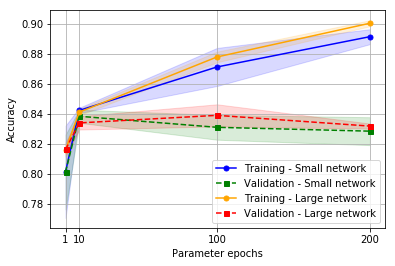 0.90
0.88
0.86
0.84
0.82
0.80
0.78
Accuracy
Training - Small network
Validation - Small network
Training - Large network
Validation - Large network
1 10 100 200
Parameter epochs